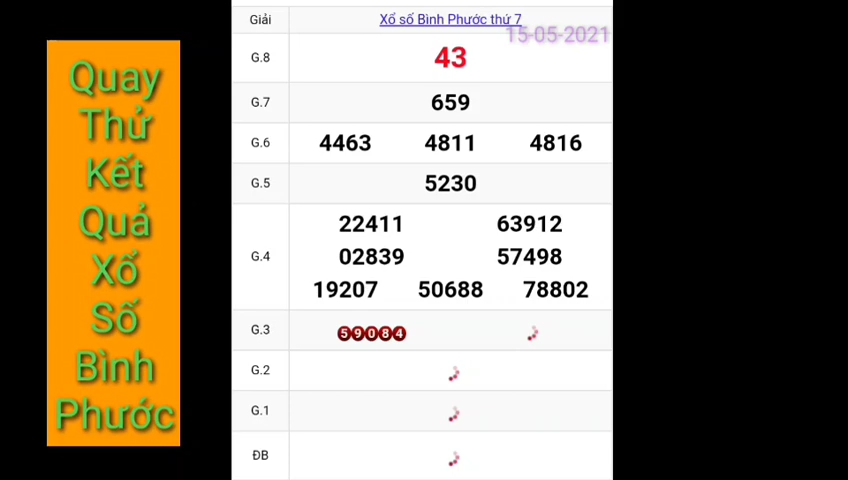 Quay
Thử
Kết
Quả
Xổ
Số
Bình
Phước
Giải Xổ số Bình Phước thứ 7
15-05-2021
G.8 43
G.7 659
G.6 4463 4811 4816
G.5 5230
G.4 22411 63912
02839 57498
19207 50688 78802
G.3 59084
G.2
G.1
ĐB